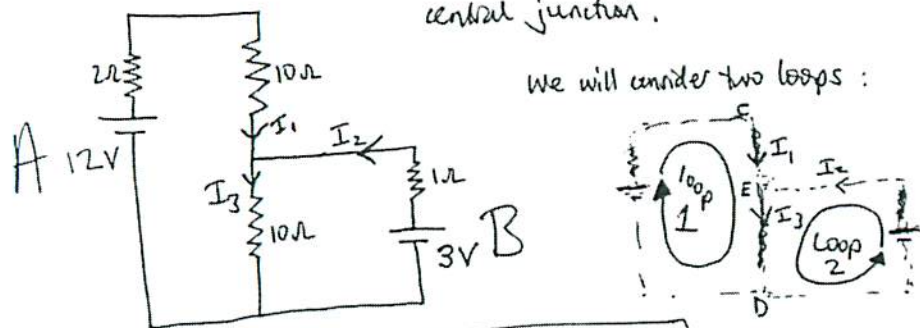 central junction.
we will consider two loops :
2Ω
10Ω
I₁
I₂
A 12V
I₃
1Ω
10Ω
3V B
C
I₁
I₂
loop
1
E
I₃
Loop
2
D